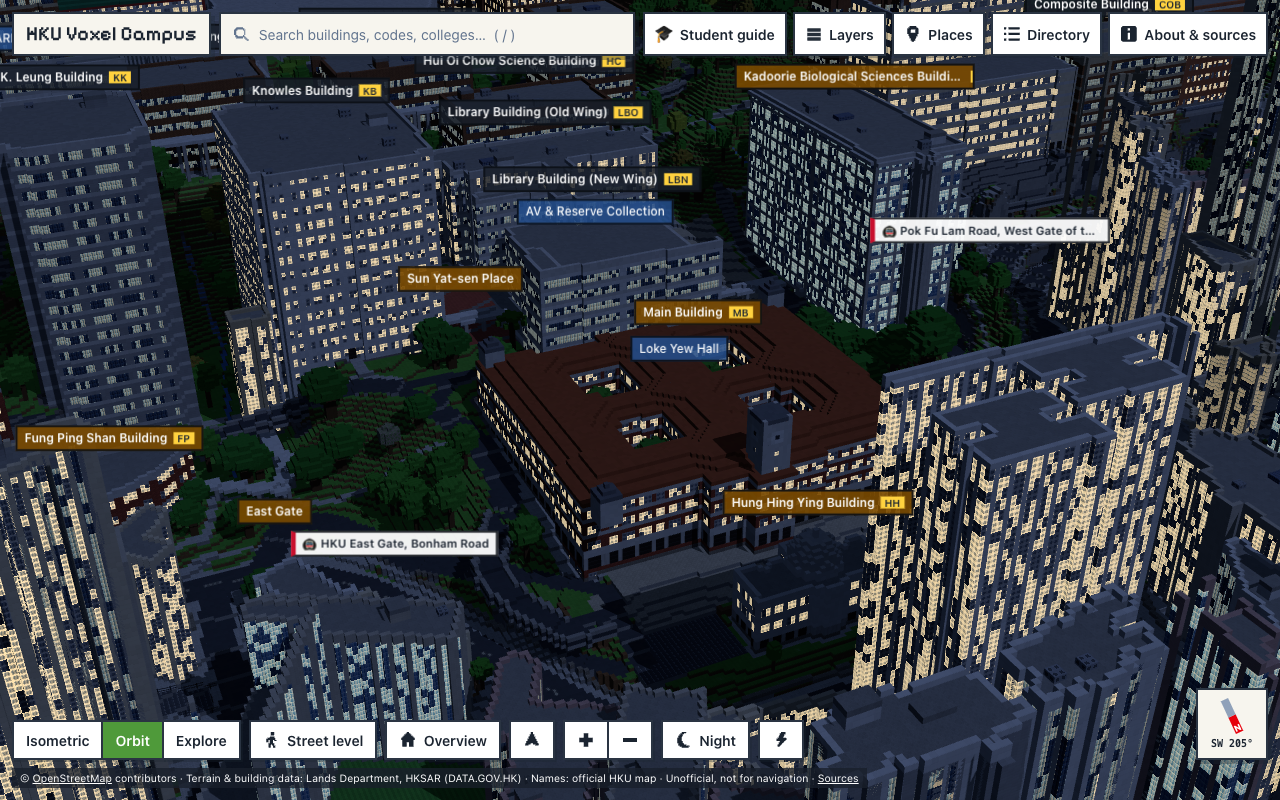 Composite Building COB
HKU Voxel Campus
Search buildings, codes, colleges... ( / )
Student guide
Layers
Places
Directory
About & sources
Hui Oi Chow Science Building HC
K. Leung Building KK
Kadoorie Biological Sciences Buildi...
Knowles Building KB
Library Building (Old Wing) LBO
Library Building (New Wing) LBN
AV & Reserve Collection
Pok Fu Lam Road, West Gate of t...
Sun Yat-sen Place
Main Building MB
Loke Yew Hall
Fung Ping Shan Building FP
Hung Hing Ying Building HH
East Gate
HKU East Gate, Bonham Road
Isometric
Orbit
Explore
Street level
Overview
Night
N
SW 205°
© OpenStreetMap contributors · Terrain & building data: Lands Department, HKSAR (DATA.GOV.HK) · Names: official HKU map · Unofficial, not for navigation · Sources